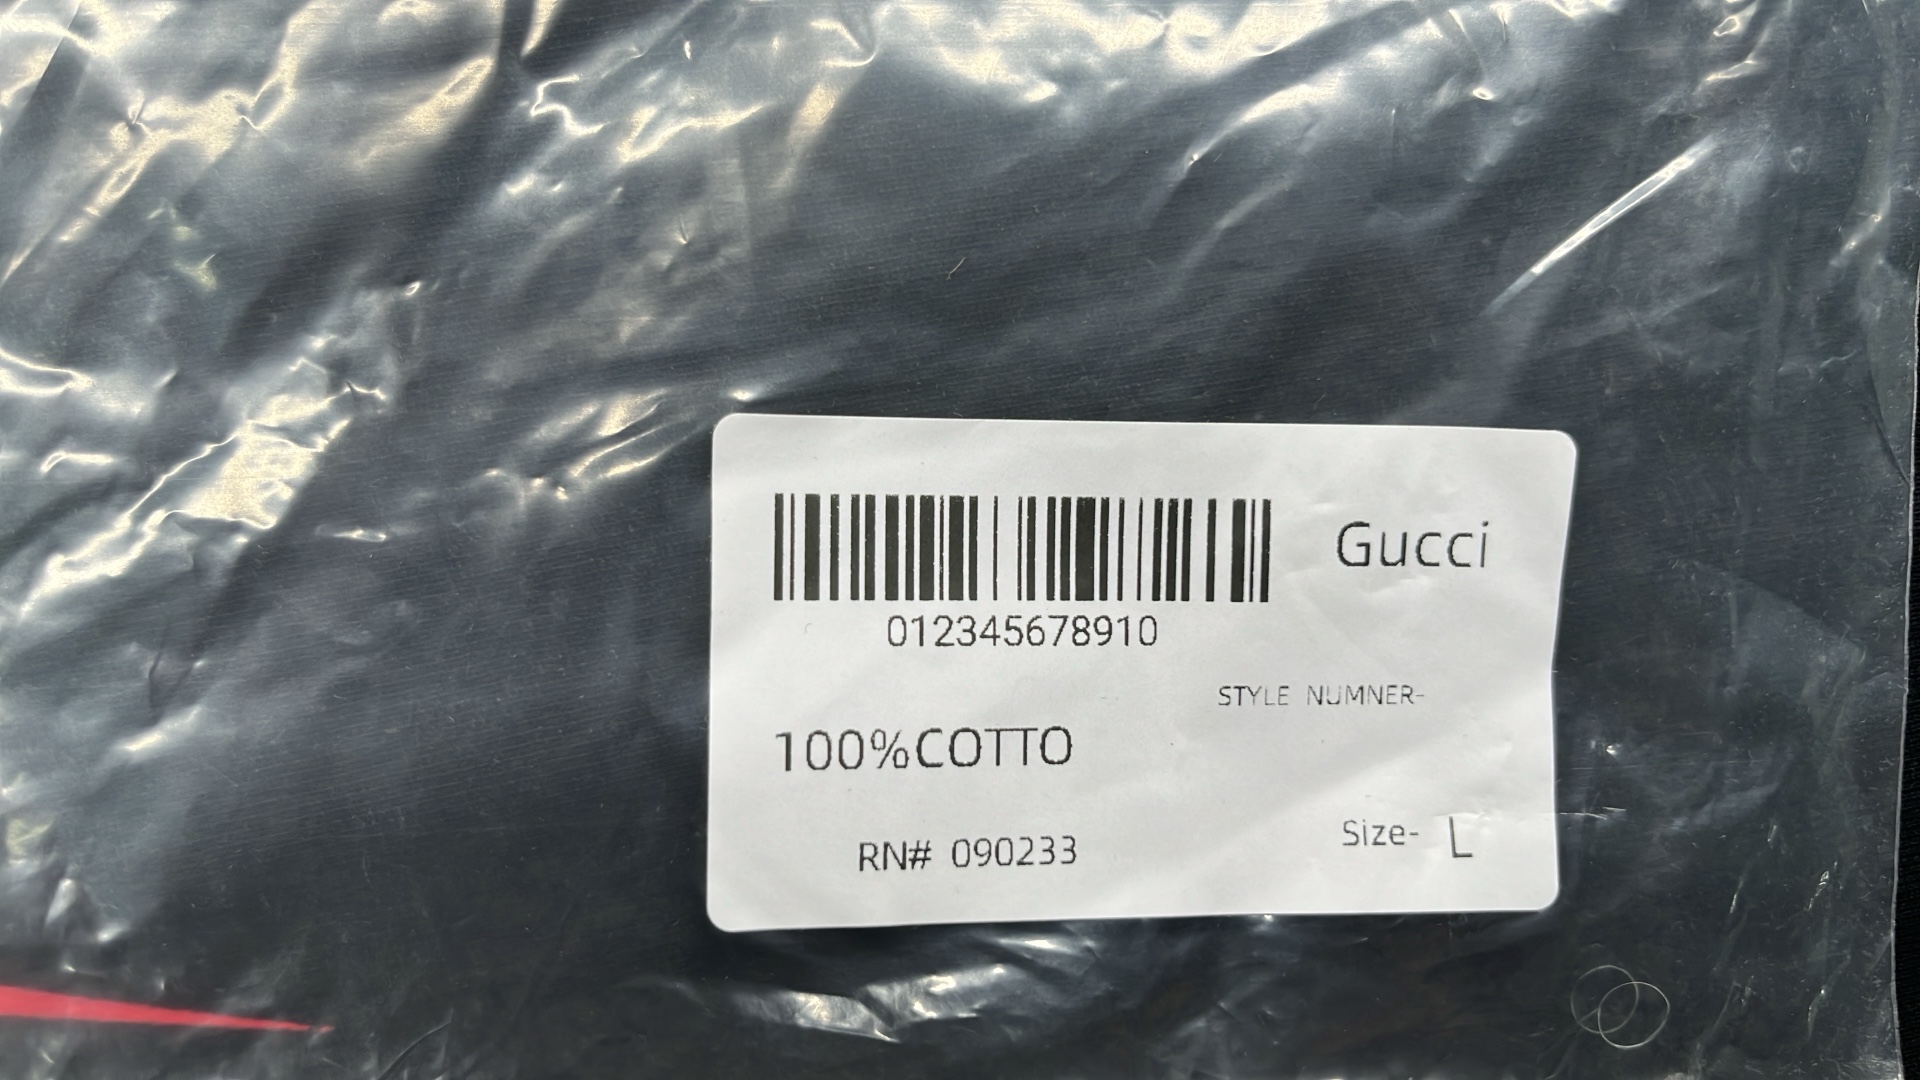 Gucci
012345678910
STYLE NUMNER-
100%COTTO
RN# 090233
Size- L